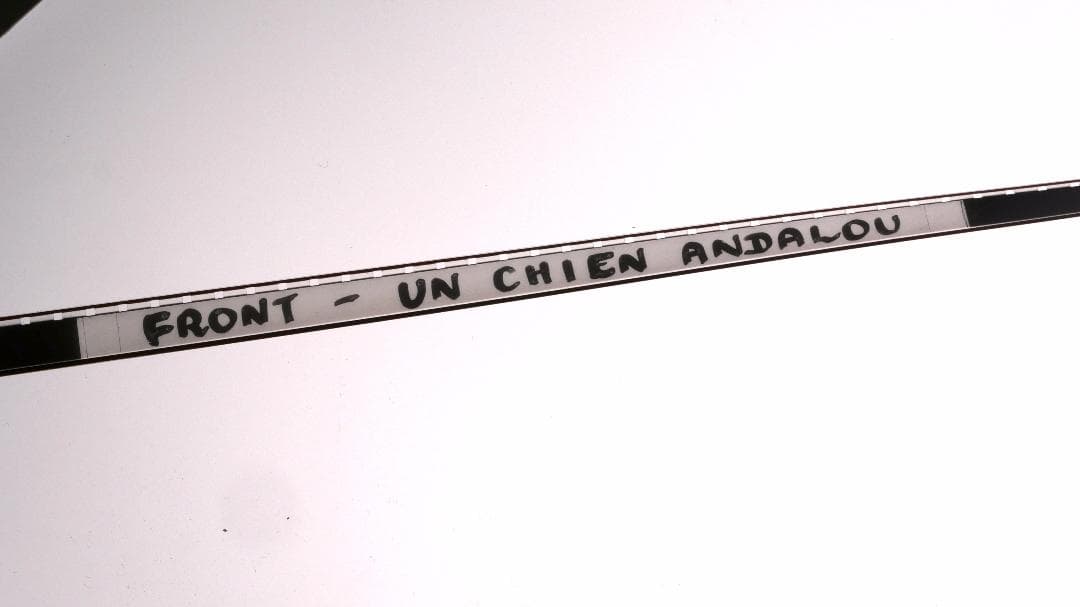 FRONT - UN CHIEN ANDALOU